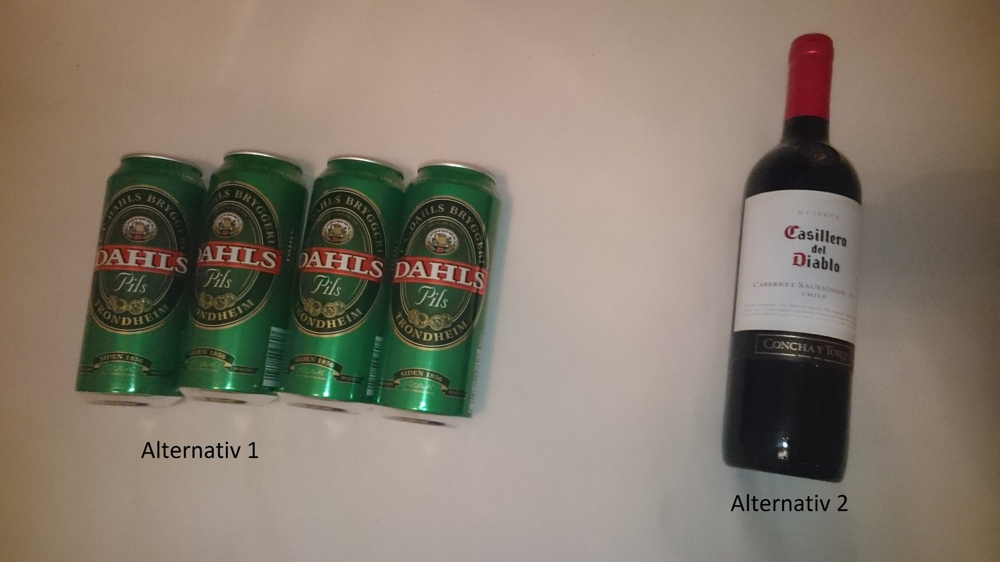 DAHLS BRYGGERI
DAHLS
Pils
TRONDHEIM
SIDEN 1856
HLS BRYGGERI
DAHLS
Pils
ONDHEIM
SIDEN 1856
KVALITET
DAHLS
DAHLS BRYGGERI
DAHLS
Pils
RONDHEIM
SIDEN 1856
E.C. DAHLS BRYGGERI
DAHLS
Pils
TRONDHEIM
SIDEN 1856
Alternativ 1
RESERVA
Casillero
del
Diablo
CABERNET SAUVIGNON
CHILE
CONCHA Y TORO
Alternativ 2